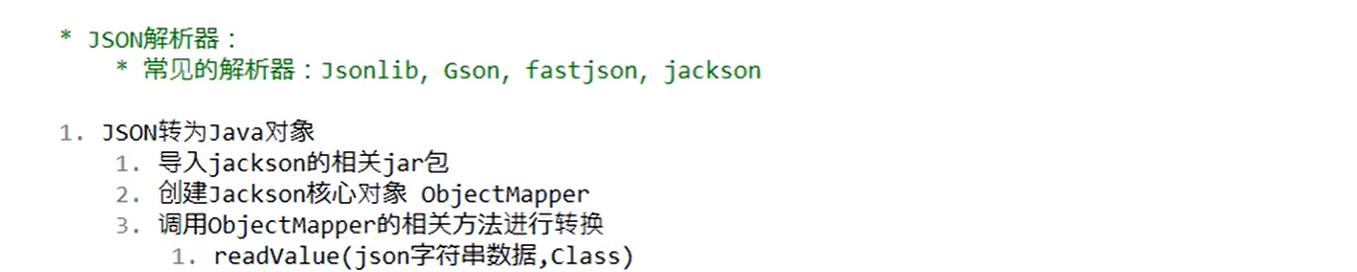 * JSON解析器：
* 常见的解析器：Jsonlib, Gson, fastjson, jackson
1. JSON转为Java对象
1. 导入jackson的相关jar包
2. 创建Jackson核心对象 ObjectMapper
3. 调用ObjectMapper的相关方法进行转换
1. readValue(json字符串数据,Class)